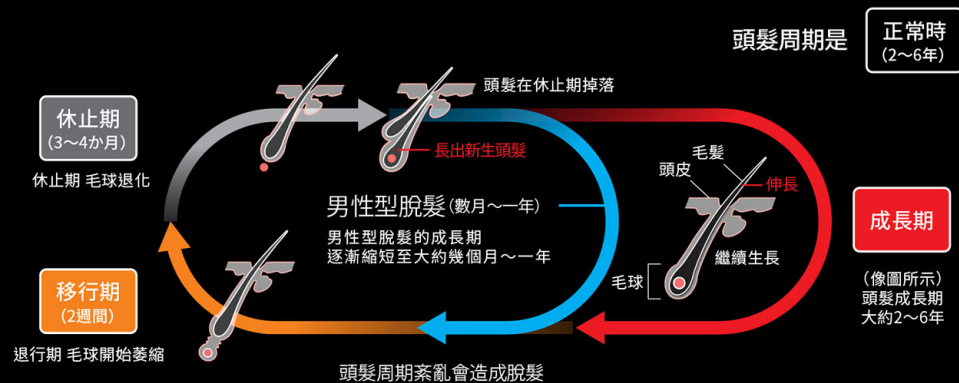 頭髮周期是
正常時
(2～6年)
頭髮在休止期掉落
休止期
(3～4か月)
休止期 毛球退化
長出新生頭髮
毛髪
頭皮
伸長
男性型脫髮(數月～一年)
男性型脫髮的成長期
逐漸縮短至大約幾個月～一年
成長期
繼續生長
毛球
(像圖所示)
頭髮成長期
大約2～6年
移行期
(2週間)
退行期 毛球開始萎縮
頭髮周期紊亂會造成脫髮